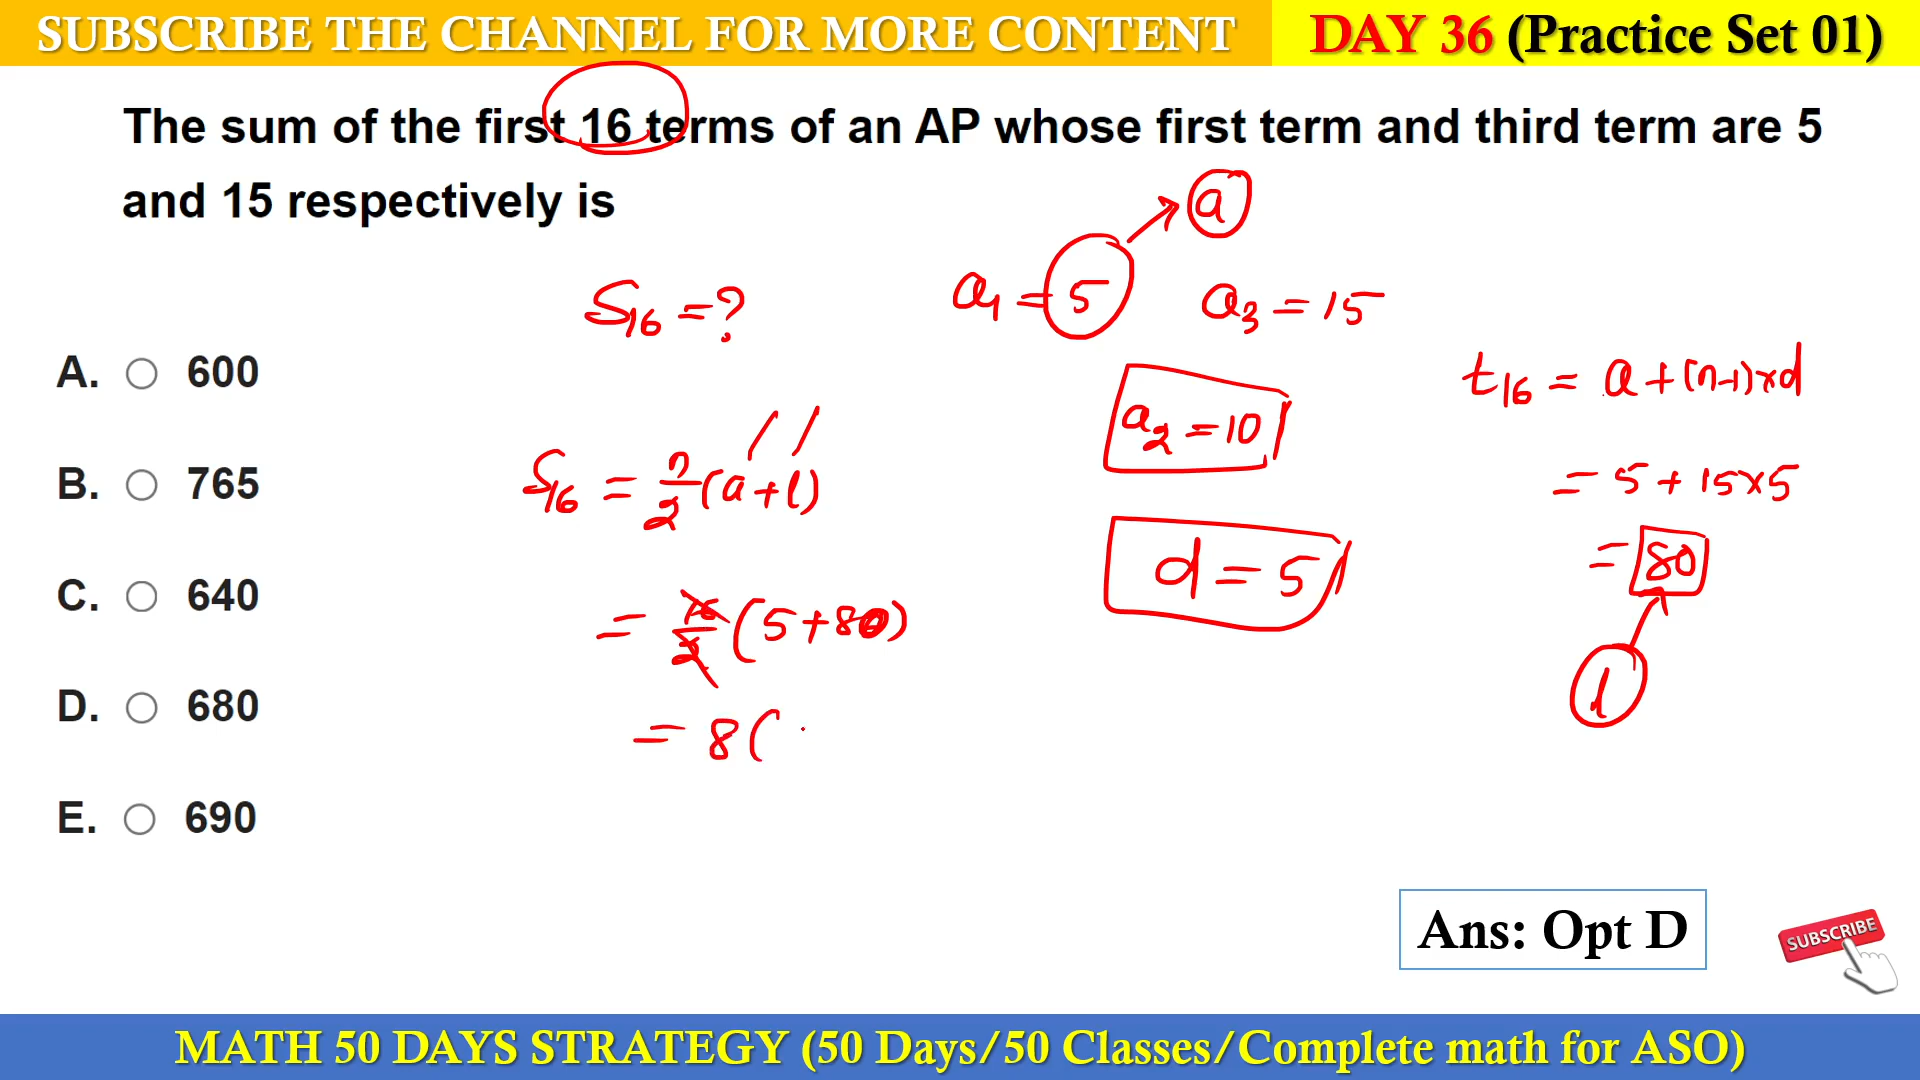 SUBSCRIBE THE CHANNEL FOR MORE CONTENT
DAY 36 (Practice Set 01)
The sum of the first 16 terms of an AP whose first term and third term are 5
and 15 respectively is
a
S₁₆ = ?
a₁ = 5
a₃ = 15
A. 600
t₁₆ = a + (n-1) × d
a₂ = 10
B. 765
S₁₆ = n/2 (a + l)
= 5 + 15 × 5
d = 5
= 80
C. 640
= 16/2 (5 + 80)
l
D. 680
= 8 (
E. 690
Ans: Opt D
SUBSCRIBE
MATH 50 DAYS STRATEGY (50 Days/50 Classes/Complete math for ASO)